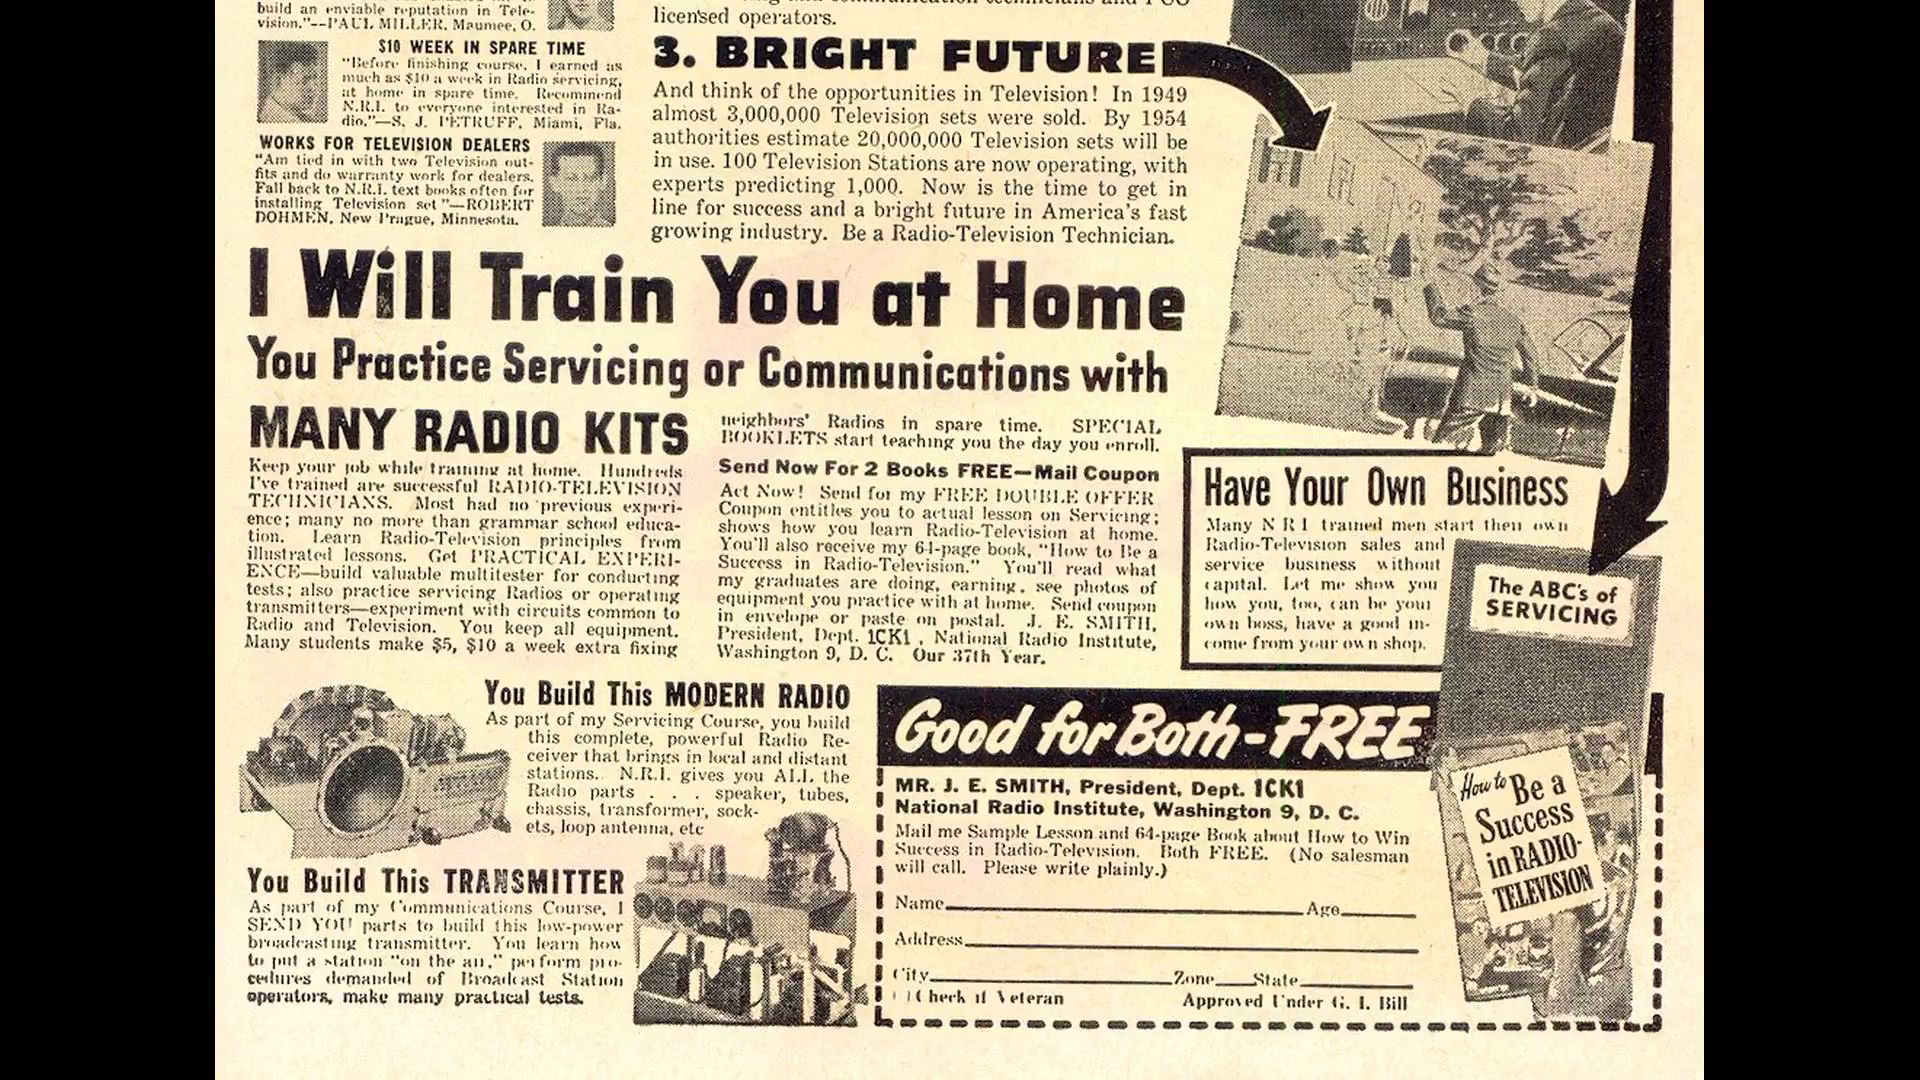 build an enviable reputation in Tele-
vision."--PAUL MILLER, Maumee, O.
$10 WEEK IN SPARE TIME
"Before finishing course, I earned as
much as $10 a week in Radio servicing,
at home in spare time. Recommend
N.R.I. to everyone interested in Ra-
dio."—S. J. PETRUFF, Miami, Fla.
WORKS FOR TELEVISION DEALERS
"Am tied in with two Television out-
fits and do warranty work for dealers.
Fall back to N.R.I. text books often for
installing Television set"—ROBERT
DOHMEN, New Prague, Minnesota.
communication technicians and FCC
licensed operators.
3. BRIGHT FUTURE
And think of the opportunities in Television! In 1949
almost 3,000,000 Television sets were sold. By 1954
authorities estimate 20,000,000 Television sets will be
in use. 100 Television Stations are now operating, with
experts predicting 1,000. Now is the time to get in
line for success and a bright future in America's fast
growing industry. Be a Radio-Television Technician.
I Will Train You at Home
You Practice Servicing or Communications with
MANY RADIO KITS
Keep your job while training at home. Hundreds
I've trained are successful RADIO-TELEVISION
TECHNICIANS. Most had no previous experi-
ence; many no more than grammar school educa-
tion. Learn Radio-Television principles from
illustrated lessons. Get PRACTICAL EXPERI-
ENCE—build valuable multitester for conducting
tests; also practice servicing Radios or operating
transmitters—experiment with circuits common to
Radio and Television. You keep all equipment.
Many students make $5, $10 a week extra fixing
neighbors' Radios in spare time. SPECIAL
BOOKLETS start teaching you the day you enroll.
Send Now For 2 Books FREE—Mail Coupon
Act Now! Send for my FREE DOUBLE OFFER
Coupon entitles you to actual lesson on Servicing;
shows how you learn Radio-Television at home.
You'll also receive my 64-page book, "How to Be a
Success in Radio-Television." You'll read what
my graduates are doing, earning, see photos of
equipment you practice with at home. Send coupon
in envelope or paste on postal. J. E. SMITH,
President, Dept. 1CK1, National Radio Institute,
Washington 9, D. C. Our 37th Year.
Have Your Own Business
Many N R I trained men start their own
Radio-Television sales and
service business without
capital. Let me show you
how you, too, can be your
own boss, have a good in-
come from your own shop.
The ABC's of
SERVICING
You Build This MODERN RADIO
As part of my Servicing Course, you build
this complete, powerful Radio Re-
ceiver that brings in local and distant
stations. N.R.I. gives you ALL the
Radio parts . . . speaker, tubes,
chassis, transformer, sock-
ets, loop antenna, etc
You Build This TRANSMITTER
As part of my Communications Course, I
SEND YOU parts to build this low-power
broadcasting transmitter. You learn how
to put a station "on the air," perform pro-
cedures demanded of Broadcast Station
operators, make many practical tests.
Good for Both-FREE
MR. J. E. SMITH, President, Dept. 1CK1
National Radio Institute, Washington 9, D. C.
Mail me Sample Lesson and 64-page Book about How to Win
Success in Radio-Television. Both FREE. (No salesman
will call. Please write plainly.)
Name Age
Address
City Zone State
Check if Veteran Approved Under G. I. Bill
How to Be a
Success
in RADIO-
TELEVISION